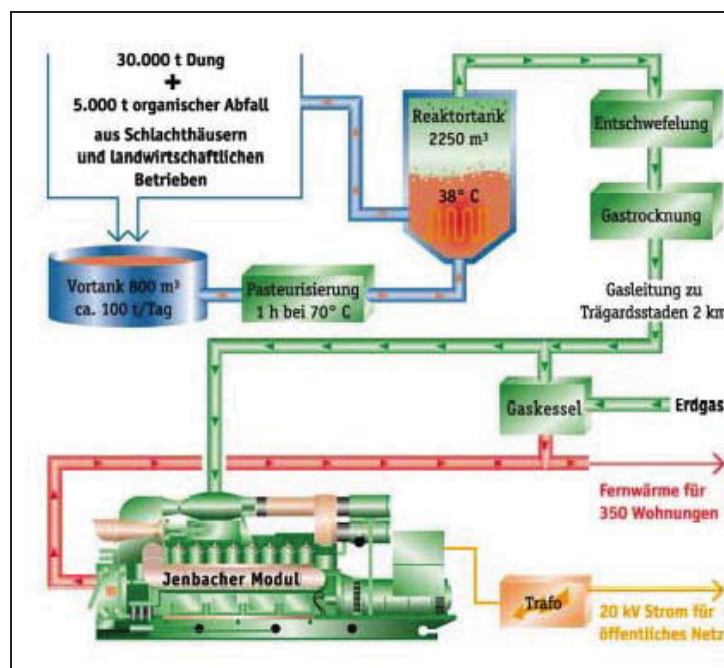 30.000 t Dung
+
5.000 t organischer Abfall
aus Schlachthäusern
und landwirtschaftlichen
Betrieben
Reaktortank
2250 m³
38° C
Entschwefelung
Gastrocknung
Vortank 800 m³
ca. 100 t/Tag
Pasteurisierung
1 h bei 70° C
Gasleitung zu
Trägardsstaden 2 km
Gaskessel
Erdgas
Fernwärme für
350 Wohnungen
Jenbacher Modul
Trafo
20 kV Strom für
öffentliches Netz